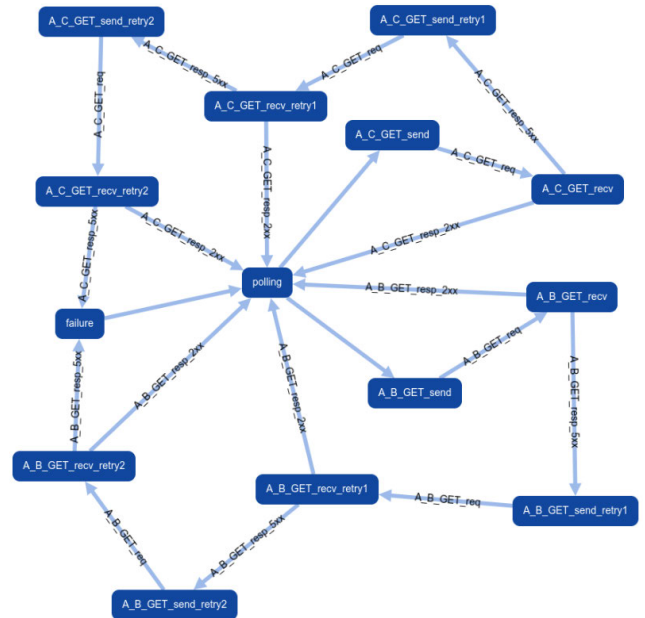 A_C_GET_send_retry2
A_C_GET_send_retry1
A_C_GET_resp_5xx
A_C_GET_req
A_C_GET_req
A_C_GET_resp_5xx
A_C_GET_recv_retry1
A_C_GET_send
A_C_GET_req
A_C_GET_recv
A_C_GET_recv_retry2
A_C_GET_resp_2xx
A_C_GET_resp_2xx
A_C_GET_resp_2xx
A_C_GET_resp_5xx
polling
A_B_GET_resp_2xx
A_B_GET_recv
failure
A_B_GET_req
A_B_GET_resp_2xx
A_B_GET_resp_2xx
A_B_GET_send
A_B_GET_resp_5xx
A_B_GET_resp_5xx
A_B_GET_recv_retry2
A_B_GET_recv_retry1
A_B_GET_req
A_B_GET_send_retry1
A_B_GET_req
A_B_GET_resp_5xx
A_B_GET_send_retry2